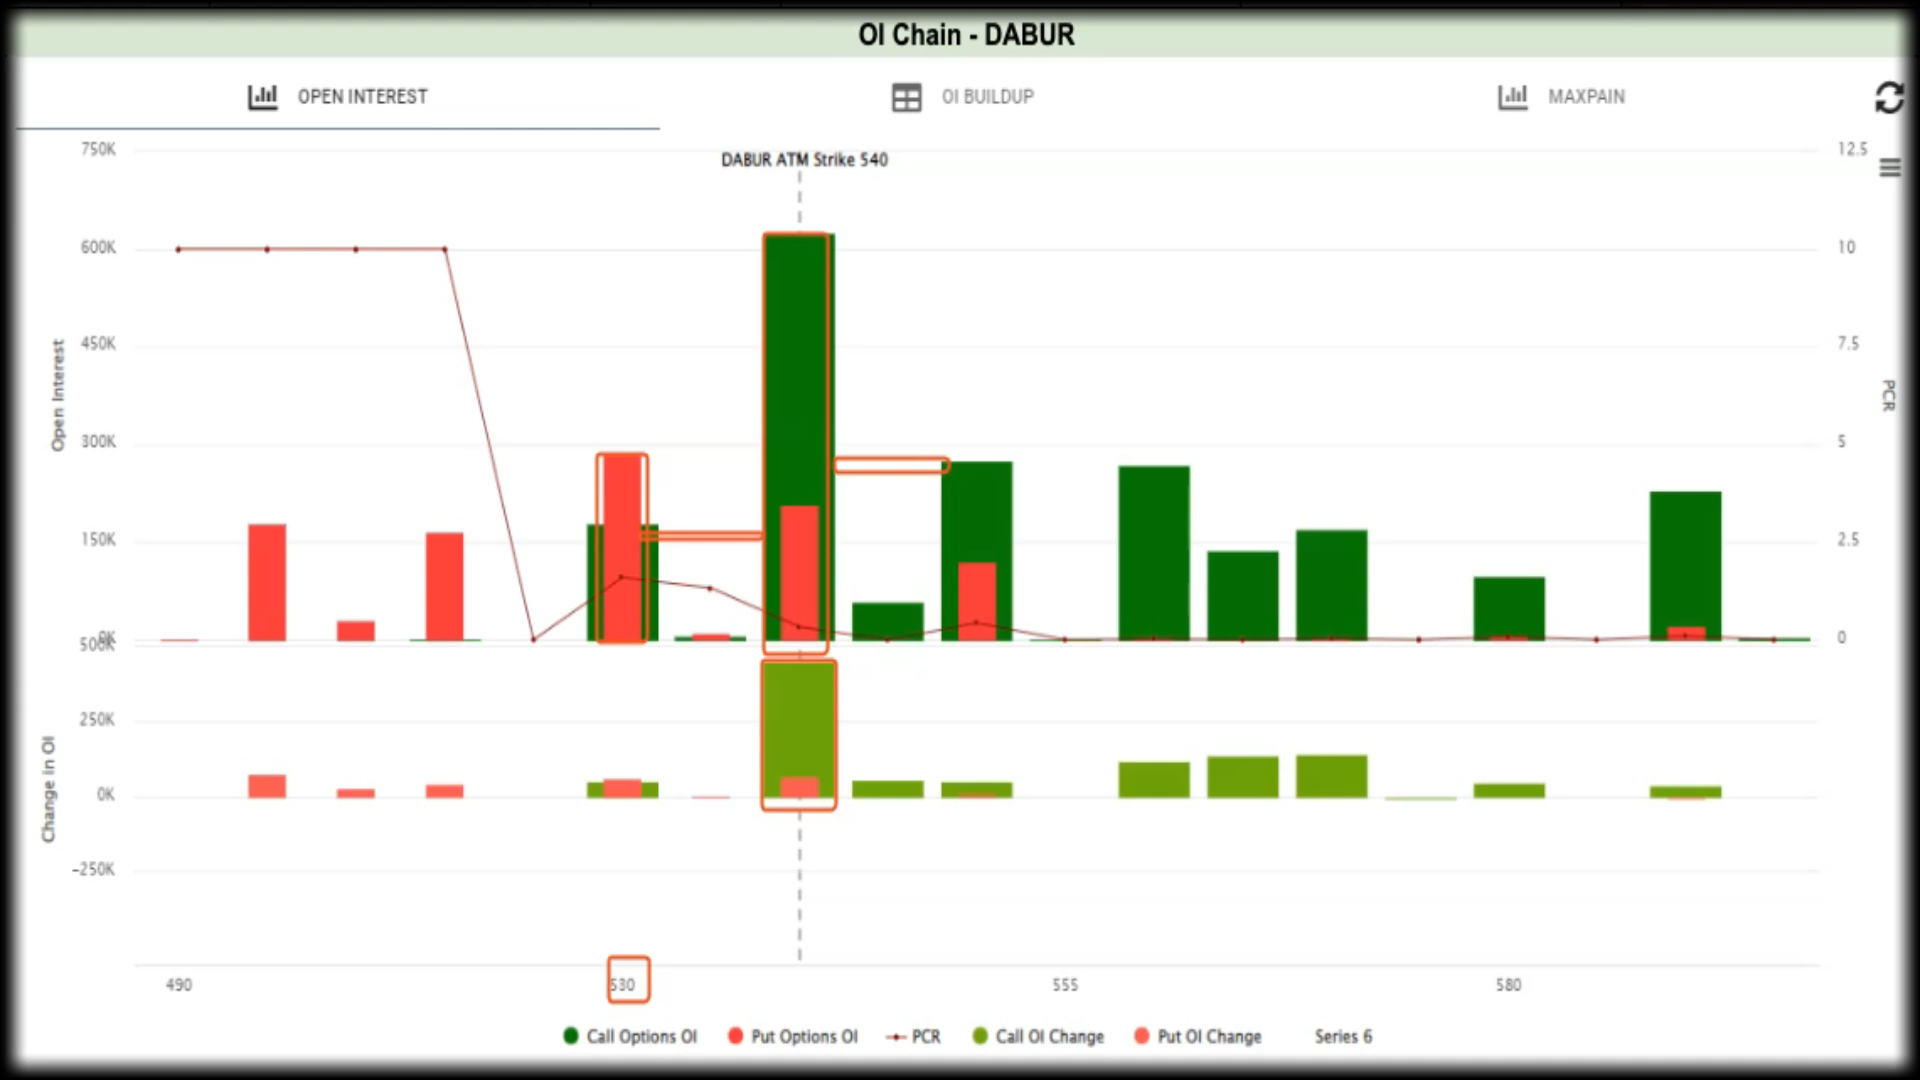 OI Chain - DABUR
OPEN INTEREST
OI BUILDUP
MAXPAIN
DABUR ATM Strike 540
750K
600K
450K
300K
150K
0K
500K
250K
0K
-250K
Open Interest
Change in OI
12.5
10
7.5
5
2.5
0
PCR
490
530
555
580
Call Options OI
Put Options OI
PCR
Call OI Change
Put OI Change
Series 6